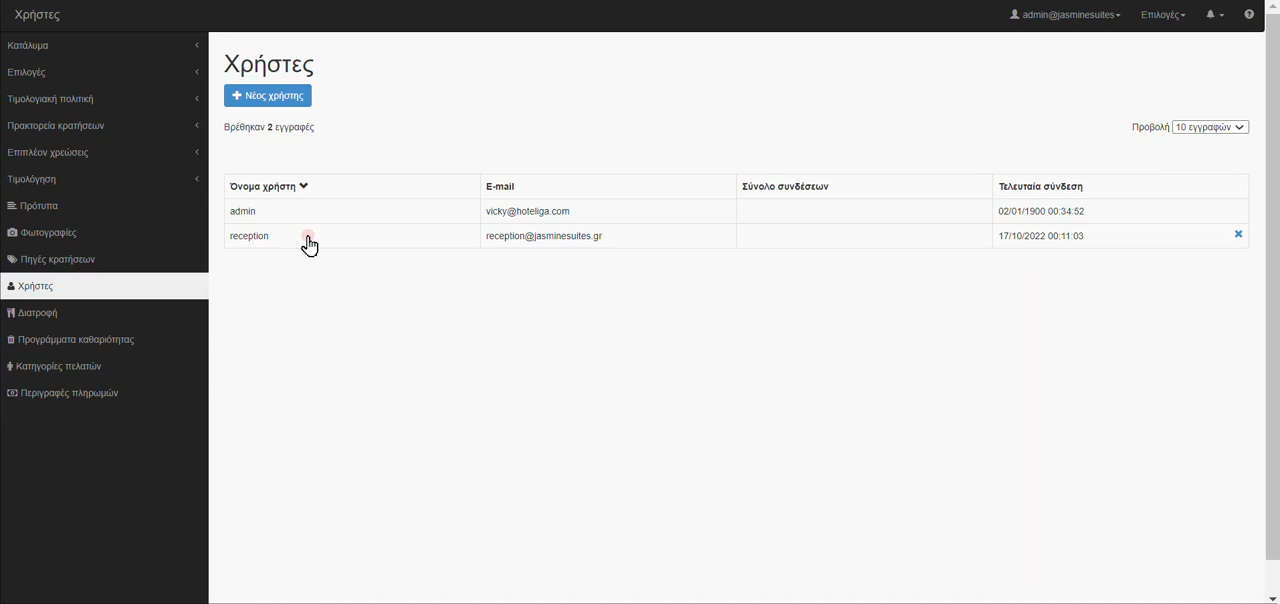 Χρήστες
admin@jasminesuites
Επιλογές
Κατάλυμα
Επιλογές
Τιμολογιακή πολιτική
Πρακτορεία κρατήσεων
Επιπλέον χρεώσεις
Τιμολόγηση
Πρότυπα
Φωτογραφίες
Πηγές κρατήσεων
Χρήστες
Διατροφή
Προγράμματα καθαριότητας
Κατηγορίες πελατών
Περιγραφές πληρωμών
Χρήστες
Νέος χρήστης
Βρέθηκαν 2 εγγραφές
Προβολή 10 εγγραφών
Όνομα χρήστη E-mail Σύνολο συνδέσεων Τελευταία σύνδεση
admin vicky@hoteliga.com 02/01/1900 00:34:52
reception reception@jasminesuites.gr 17/10/2022 00:11:03